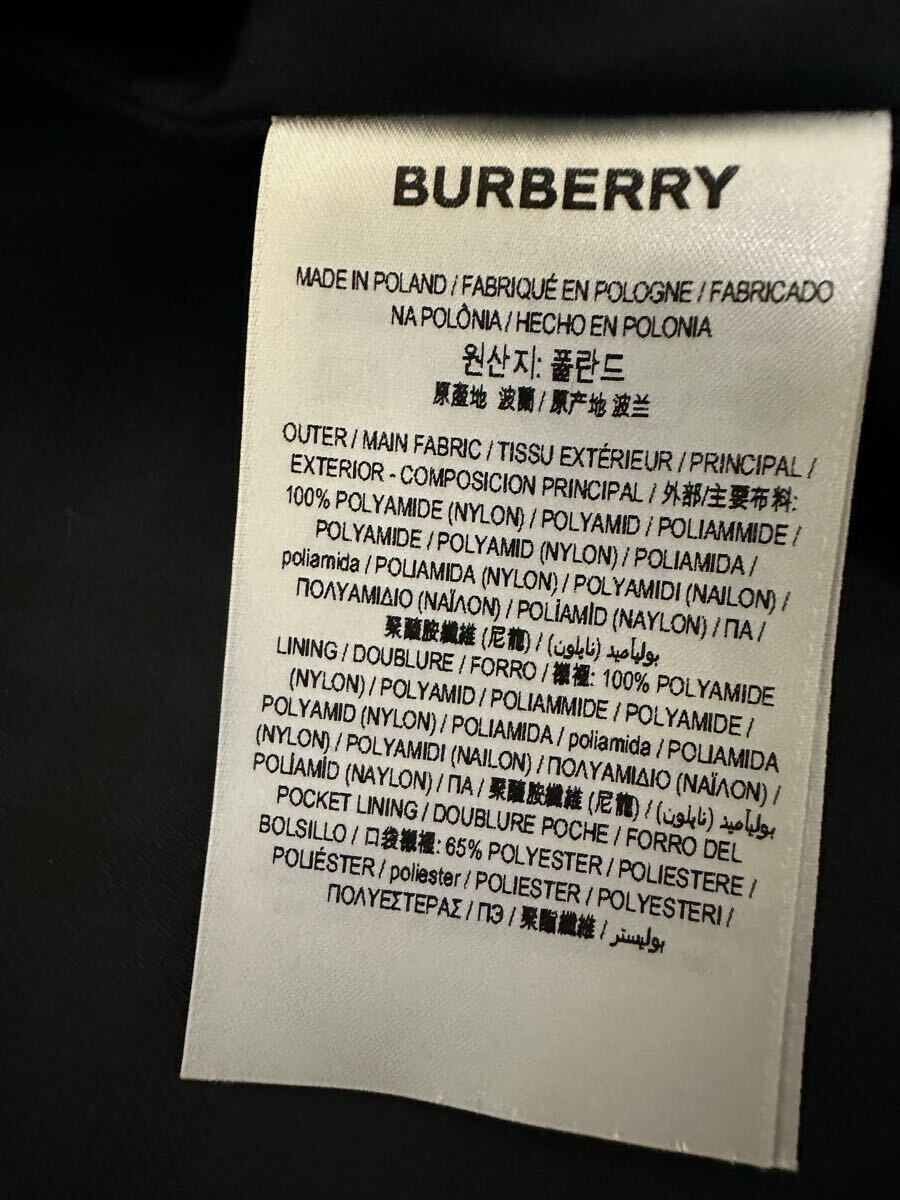 BURBERRY
MADE IN POLAND / FABRIQUÉ EN POLOGNE / FABRICADO
NA POLÔNIA / HECHO EN POLONIA
원산지: 폴란드
原產地 波蘭 / 原产地 波兰
OUTER / MAIN FABRIC / TISSU EXTÉRIEUR / PRINCIPAL /
EXTERIOR - COMPOSICION PRINCIPAL / 外部/主要布料:
100% POLYAMIDE (NYLON) / POLYAMID / POLIAMMIDE /
POLYAMIDE / POLYAMID (NYLON) / POLIAMIDA /
poliamida / POLIAMIDA (NYLON) / POLYAMIDI (NAILON) /
ΠΟΛΥΑΜΙΔΙΟ (ΝΑΪΛΟΝ) / POLİAMİD (NAYLON) / ПА /
聚醯胺纖維 (尼龍) / بوليآميد (نايلون)
LINING / DOUBLURE / FORRO / 襯裡: 100% POLYAMIDE
(NYLON) / POLYAMID / POLIAMMIDE / POLYAMIDE /
POLYAMID (NYLON) / POLIAMIDA / poliamida / POLIAMIDA
(NYLON) / POLYAMIDI (NAILON) / ΠΟΛΥΑΜΙΔΙΟ (ΝΑΪΛΟΝ) /
POLİAMİD (NAYLON) / ПА / 聚醯胺纖維 (尼龍) / بوليآميد (نايلون)
POCKET LINING / DOUBLURE POCHE / FORRO DEL
BOLSILLO / 口袋襯裡: 65% POLYESTER / POLIESTERE /
POLIÉSTER / poliester / POLIESTER / POLYESTERI /
ΠΟΛΥΕΣΤΕΡΑΣ / ПЭ / 聚酯纖維 / بوليستر